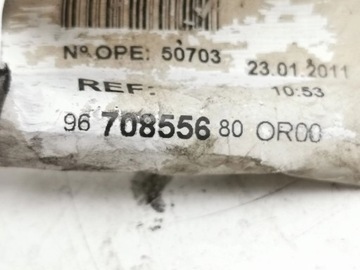 Nº.OPE: 50703
23.01.2011
REF:
10:53
96 708556 80 OR00